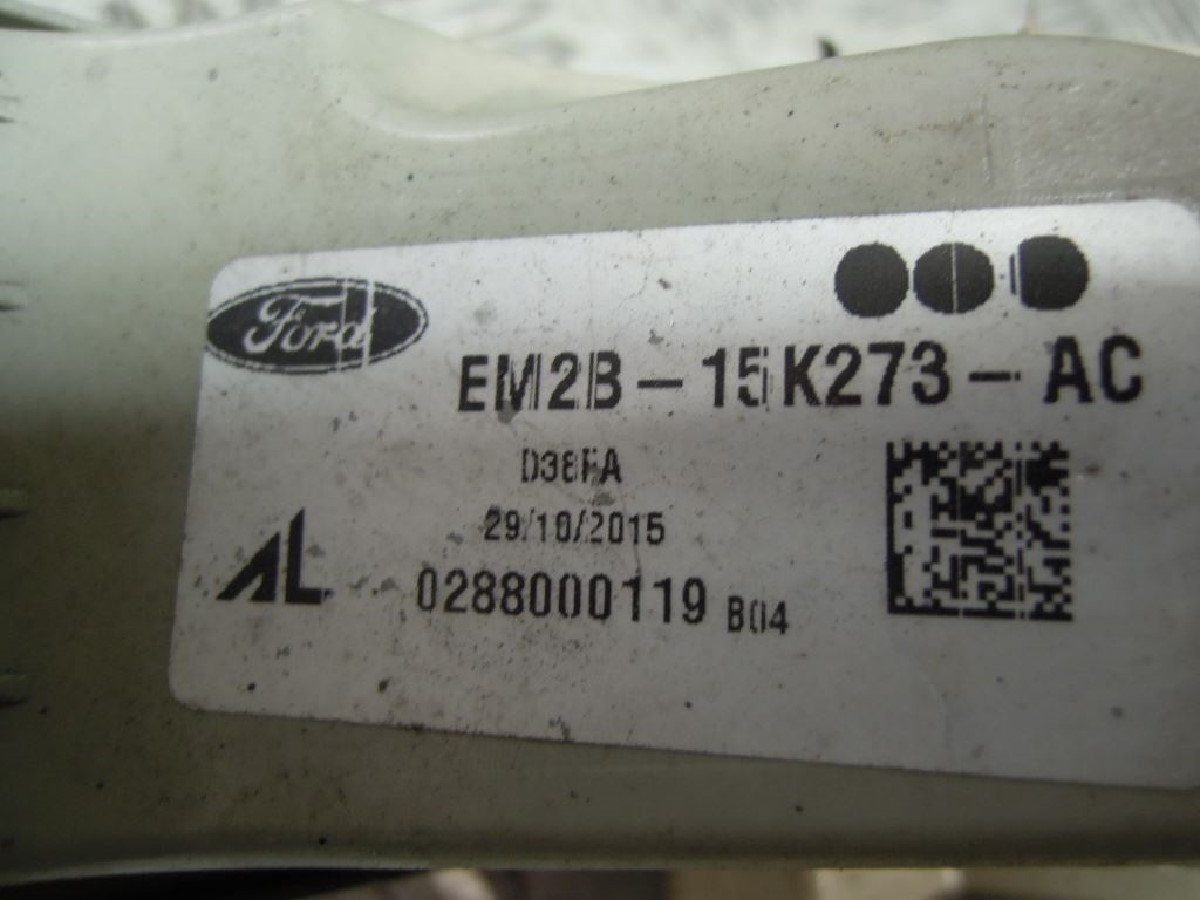 Ford
EM2B-15K273-AC
D38FA
29/10/2015
AL
0288000119 B04